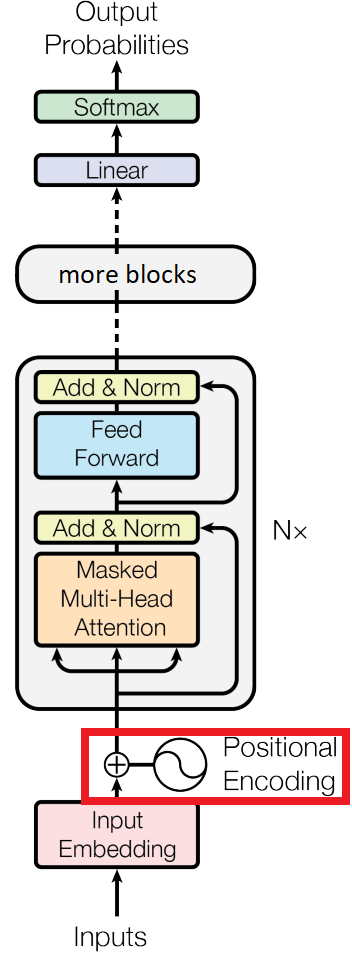 Output
Probabilities
Softmax
Linear
more blocks
Add & Norm
Feed
Forward
Add & Norm
Masked
Multi-Head
Attention
N×
Positional
Encoding
Input
Embedding
Inputs